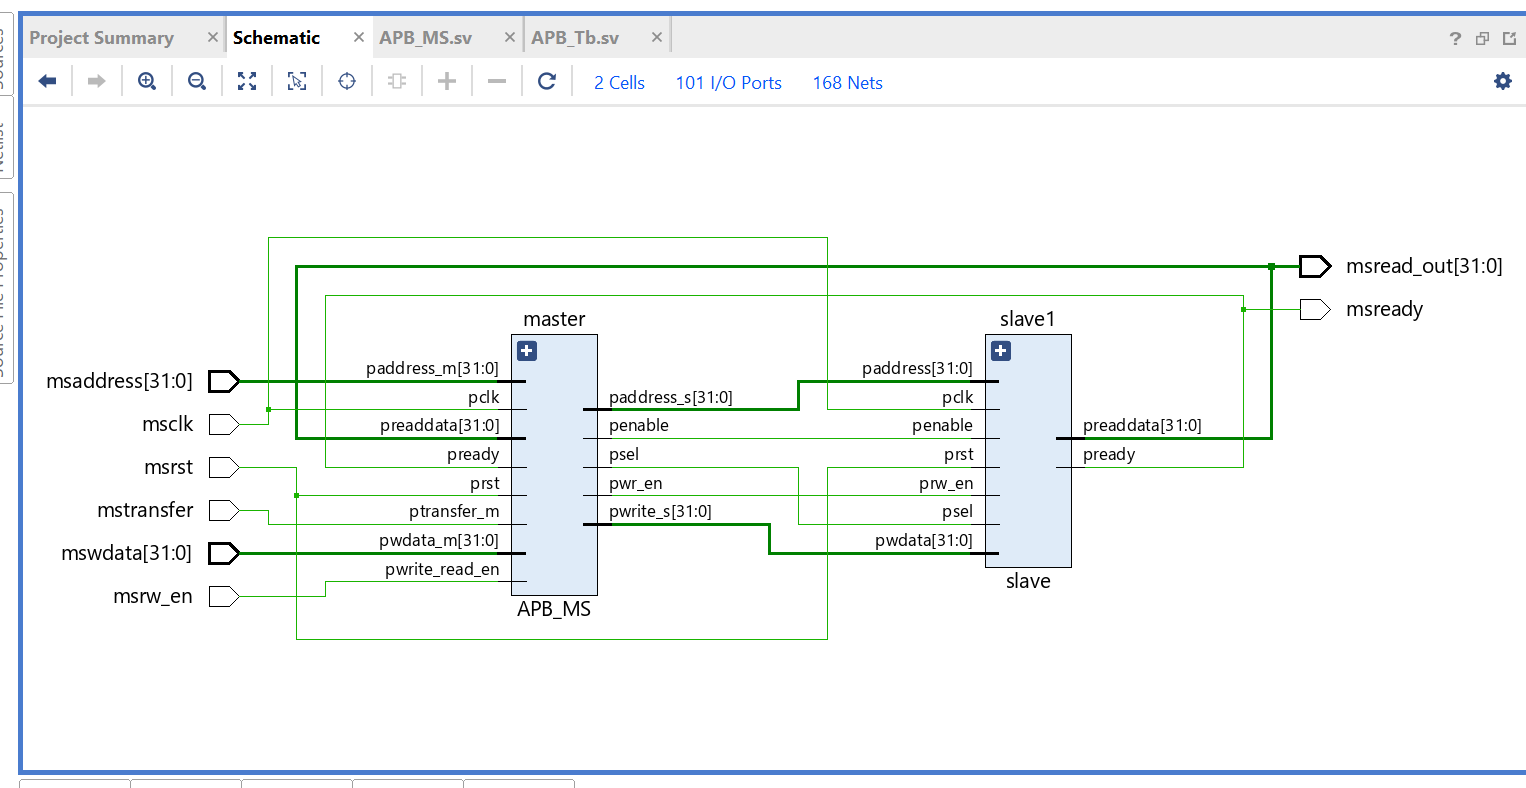 Project Summary × Schematic × APB_MS.sv × APB_Tb.sv ×
?
2 Cells 101 I/O Ports 168 Nets
msread_out[31:0]
msready
master
slave1
msaddress[31:0]
msclk
msrst
mstransfer
mswdata[31:0]
msrw_en
paddress_m[31:0]
pclk
preaddata[31:0]
pready
prst
ptransfer_m
pwdata_m[31:0]
pwrite_read_en
paddress_s[31:0]
penable
psel
pwr_en
pwrite_s[31:0]
APB_MS
paddress[31:0]
pclk
penable
prst
prw_en
psel
pwdata[31:0]
preaddata[31:0]
pready
slave
Netlist
Source File Properties